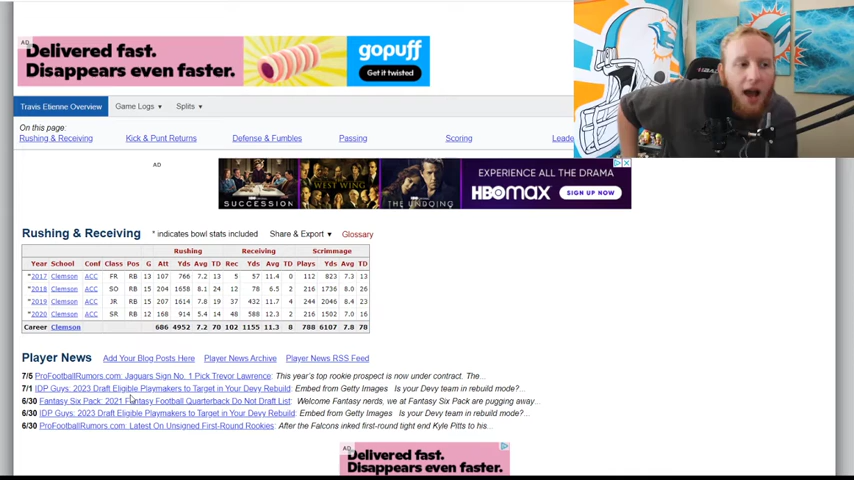 AD
Delivered fast.
Disappears even faster.
gopuff
Get it twisted
Travis Etienne Overview Game Logs ▼ Splits ▼
On this page:
Rushing & Receiving Kick & Punt Returns Defense & Fumbles Passing Scoring Leade
AD
SUCCESSION WEST WING THE UNDOING
EXPERIENCE ALL THE DRAMA
HBOMAX SIGN UP NOW
Rushing & Receiving * indicates bowl stats included Share & Export ▼ Glossary
Rushing Receiving Scrimmage
Year School Conf Class Pos G Att Yds Avg TD Rec Yds Avg TD Plays Yds Avg TD
*2017 Clemson ACC FR RB 13 107 766 7.2 13 5 57 11.4 0 112 823 7.3 13
*2018 Clemson ACC SO RB 15 204 1658 8.1 24 12 78 6.5 2 216 1736 8.0 26
*2019 Clemson ACC JR RB 15 207 1614 7.8 19 37 432 11.7 4 244 2046 8.4 23
*2020 Clemson ACC SR RB 12 168 914 5.4 14 48 588 12.3 2 216 1502 7.0 16
Career Clemson 686 4952 7.2 70 102 1155 11.3 8 788 6107 7.8 78
Player News Add Your Blog Posts Here Player News Archive Player News RSS Feed
7/5 ProFootballRumors.com: Jaguars Sign No. 1 Pick Trevor Lawrence: This year's top rookie prospect is now under contract. The...
7/1 IDP Guys: 2023 Draft Eligible Playmakers to Target in Your Devy Rebuild: Embed from Getty Images Is your Devy team in rebuild mode?...
6/30 Fantasy Six Pack: 2021 Fantasy Football Quarterback Do Not Draft List: Welcome Fantasy nerds, we at Fantasy Six Pack are pugging away...
6/30 IDP Guys: 2023 Draft Eligible Playmakers to Target in Your Devy Rebuild: Embed from Getty Images Is your Devy team in rebuild mode?...
6/30 ProFootballRumors.com: Latest On Unsigned First-Round Rookies: After the Falcons inked first-round tight end Kyle Pitts to his...
AD
Delivered fast.
Disappears even faster.